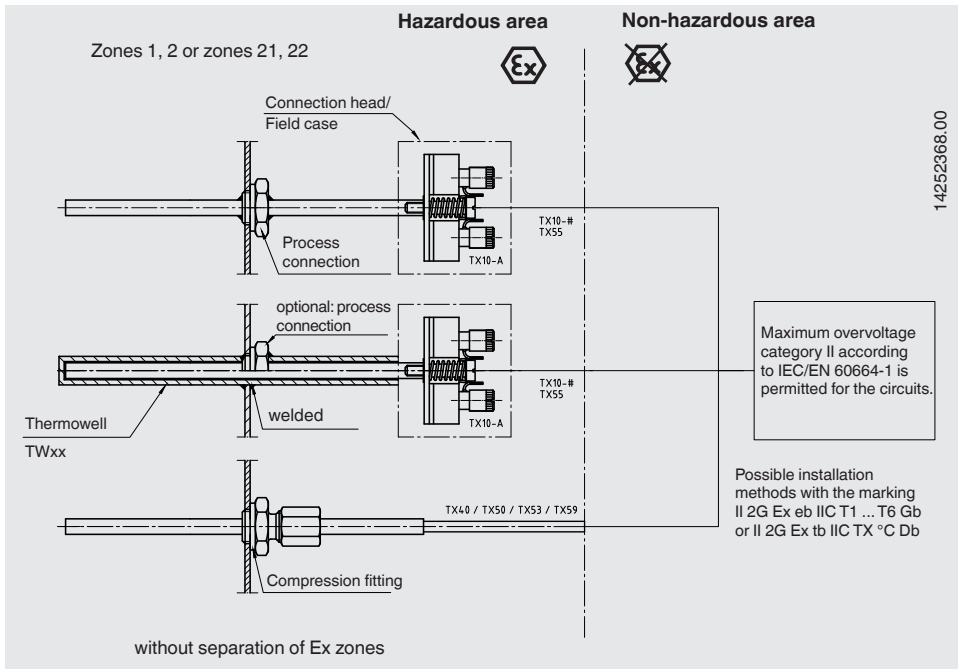 Hazardous area
Non-hazardous area
Zones 1, 2 or zones 21, 22
Ex
Ex
Connection head/
Field case
14252368.00
TX10-#
TX55
Process
connection
TX10-A
optional: process
connection
Maximum overvoltage
category II according
to IEC/EN 60664-1 is
permitted for the circuits.
TX10-#
TX55
welded
TX10-A
Thermowell
TWxx
Possible installation
methods with the marking
II 2G Ex eb IIC T1 ... T6 Gb
or II 2G Ex tb IIC TX °C Db
TX40 / TX50 / TX53 / TX59
Compression fitting
without separation of Ex zones